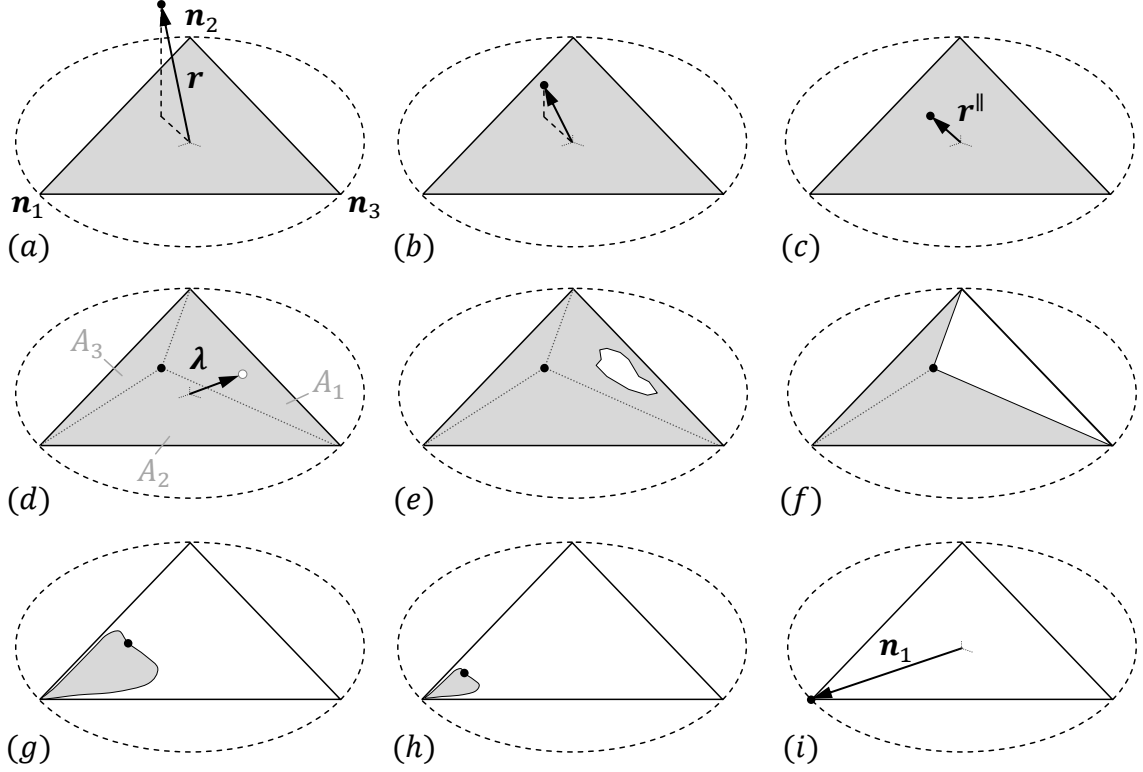 n₂
r
n₁
n₃
r∥
(a)
(b)
(c)
A₃
λ
A₁
A₂
(d)
(e)
(f)
n₁
(g)
(h)
(i)